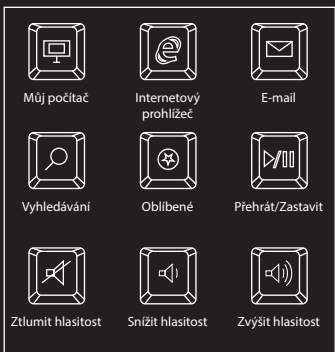 Můj počítač
Internetový
prohlížeč
E-mail
Vyhledávání
Oblíbené
Přehrát/Zastavit
Ztlumit hlasitost
Snížit hlasitost
Zvýšit hlasitost